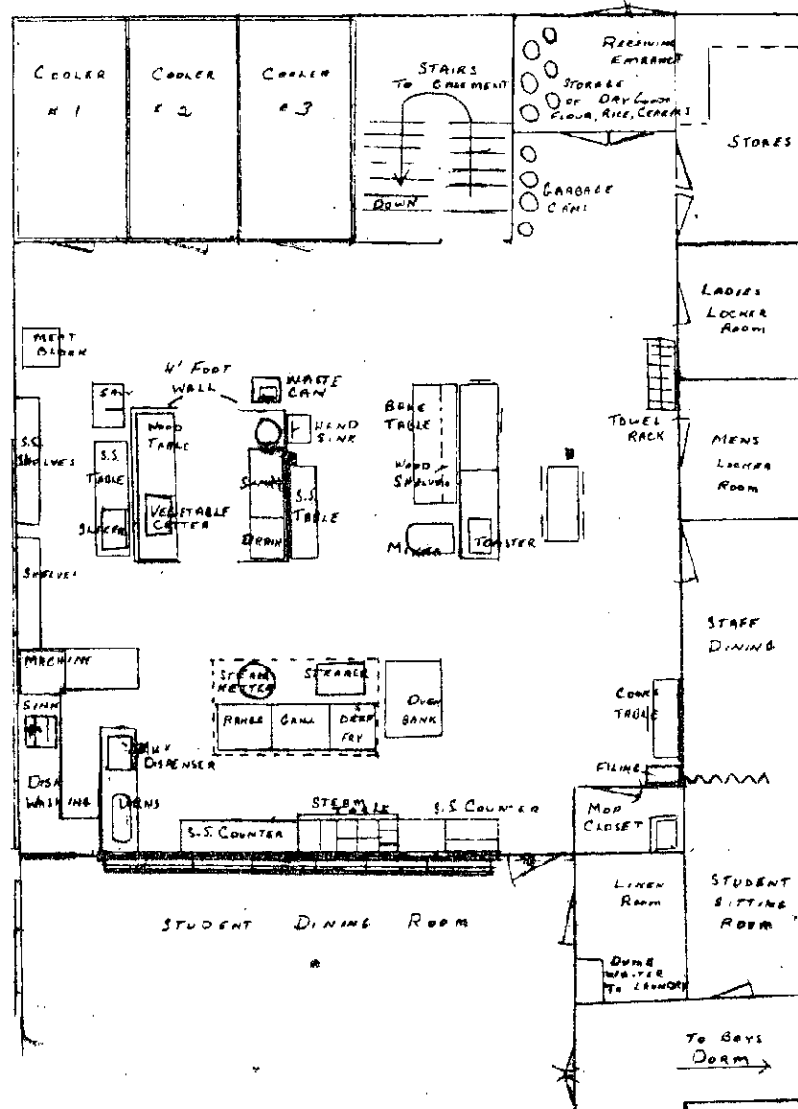 COOLER
# 1
COOLER
# 2
COOLER
# 3
STAIRS
TO BASEMENT
DOWN
RECEIVING
ENTRANCE
STORAGE
OF DRY GOODS
FLOUR, RICE, CEREALS
GARBAGE
CANS
STORES
LADIES
LOCKER
ROOM
MEAT
BLOCK
4' FOOT
WALL
WASTE
CAN
SAW
WOOD
TABLE
HAND
SINK
BAKE
TABLE
TOWEL
RACK
MENS
LOCKER
ROOM
S.S.
SHELVES
S.S.
TABLE
WOOD
SHELVES
S.S.
TABLE
SLICER
VEGETABLE
CUTTER
DRAIN
MIXER
TOASTER
SHELVES
STAFF
DINING
MACHINE
STEAM
KETTLE
STEAMER
OVEN
BANK
COOKS
TABLE
SINK
RANGE
GRILL
DEEP
FRY
MILK
DISPENSER
FILING
DISH
WASHING
URNS
S.S. COUNTER
STEAM
TABLE
S.S. COUNTER
MOP
CLOSET
LINEN
ROOM
STUDENT
SITTING
ROOM
STUDENT DINING ROOM
DUMB
WAITER
TO LAUNDRY
TO BOYS
DORM